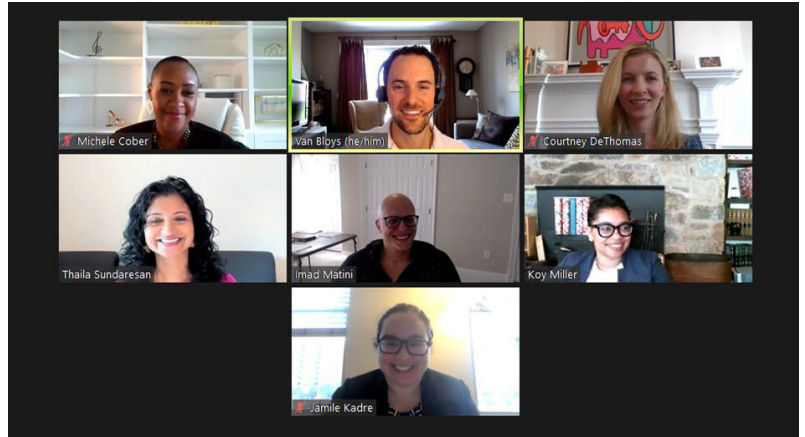 Michele Cober
Van Bloys (he/him)
Courtney DeThomas
Thaila Sundaresan
Imad Matini
Koy Miller
Jamile Kadre